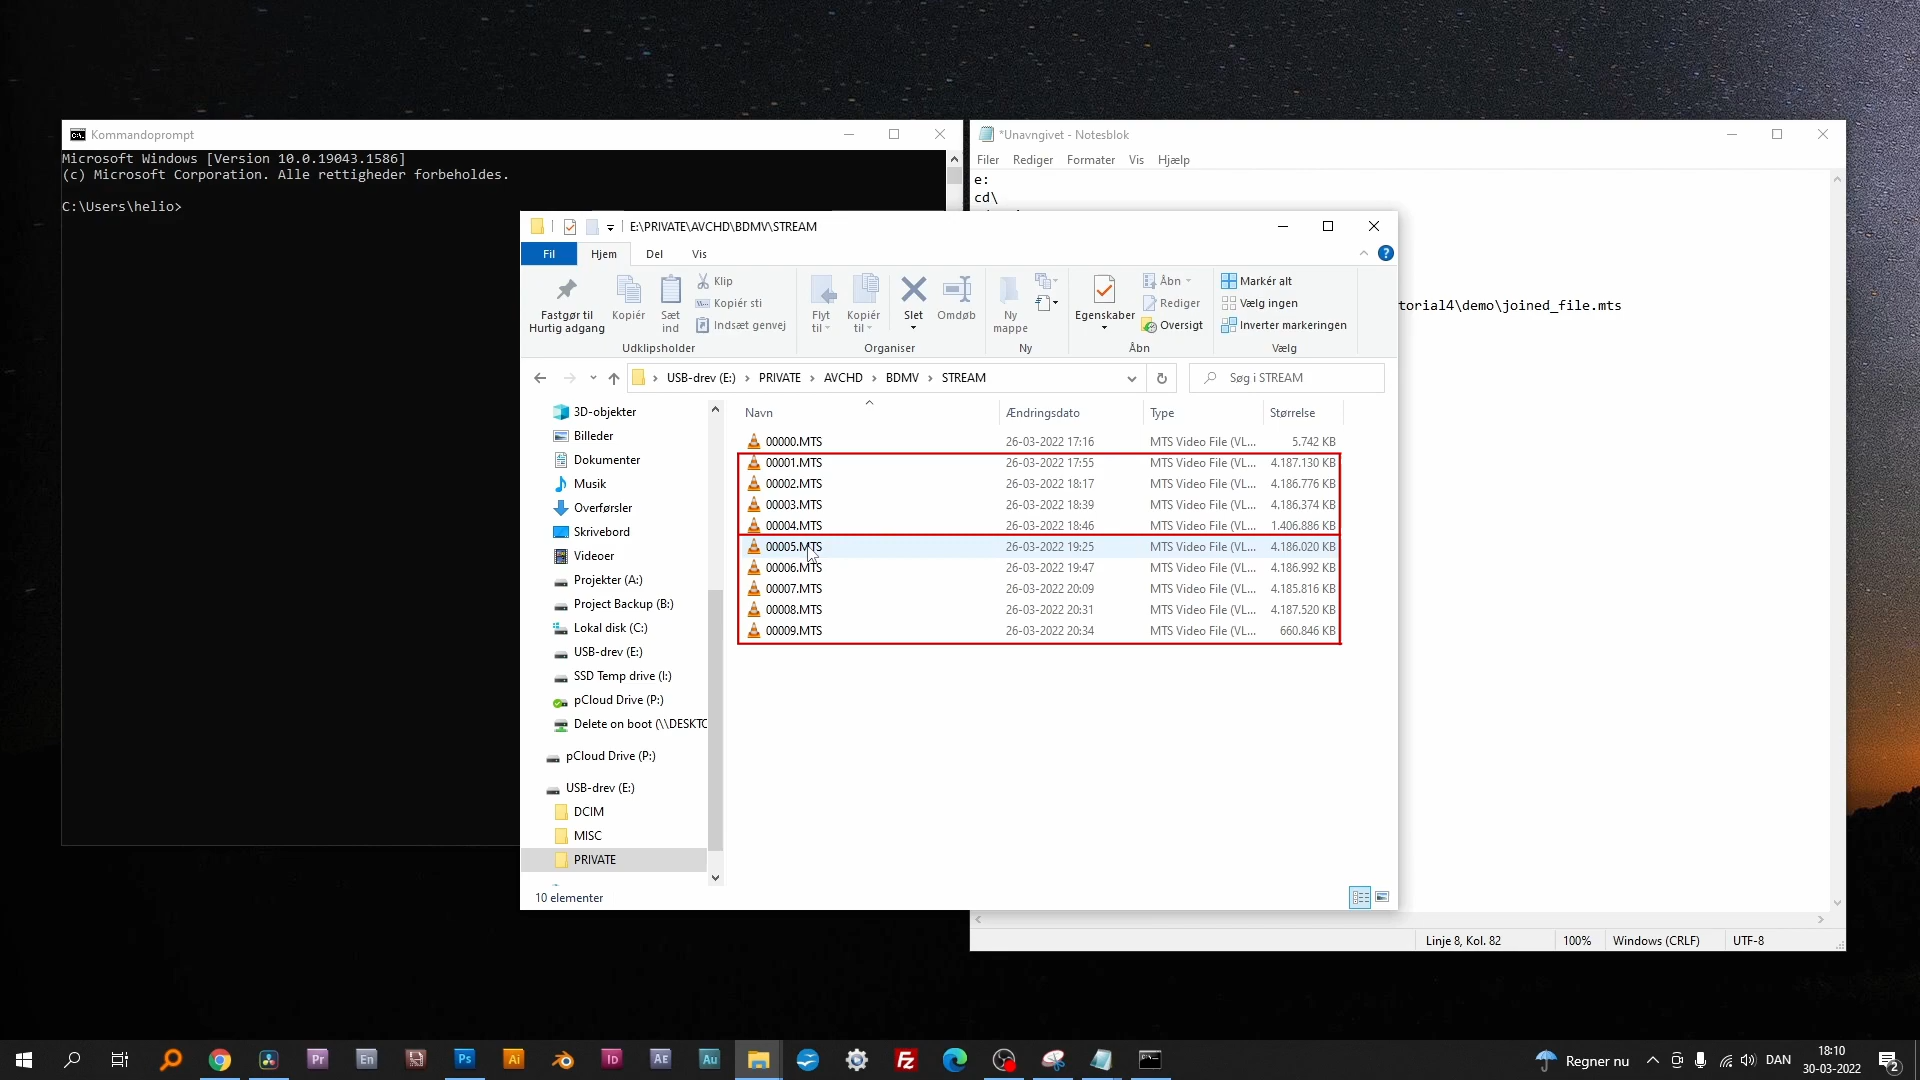 Kommandoprompt
Microsoft Windows [Version 10.0.19043.1586]
(c) Microsoft Corporation. Alle rettigheder forbeholdes.
C:\Users\helio>
*Unavngivet - Notesblok
Filer Rediger Formater Vis Hjælp
e:
cd\
torial4\demo\joined_file.mts
Linje 8, Kol. 82 100% Windows (CRLF) UTF-8
E:\PRIVATE\AVCHD\BDMV\STREAM
Fil Hjem Del Vis
Fastgør til Hurtig adgang
Kopiér
Sæt ind
Klip
Kopiér sti
Indsæt genvej
Udklipsholder
Flyt til
Kopiér til
Slet
Omdøb
Organiser
Ny mappe
Ny
Egenskaber
Åbn
Rediger
Oversigt
Åbn
Markér alt
Vælg ingen
Inverter markeringen
Vælg
USB-drev (E:) PRIVATE AVCHD BDMV STREAM
Søg i STREAM
3D-objekter
Billeder
Dokumenter
Musik
Overførsler
Skrivebord
Videoer
Projekter (A:)
Project Backup (B:)
Lokal disk (C:)
USB-drev (E:)
SSD Temp drive (I:)
pCloud Drive (P:)
Delete on boot (\\DESKTO
pCloud Drive (P:)
USB-drev (E:)
DCIM
MISC
PRIVATE
Navn Ændringsdato Type Størrelse
00000.MTS 26-03-2022 17:16 MTS Video File (VL... 5.742 KB
00001.MTS 26-03-2022 17:55 MTS Video File (VL... 4.187.130 KB
00002.MTS 26-03-2022 18:17 MTS Video File (VL... 4.186.776 KB
00003.MTS 26-03-2022 18:39 MTS Video File (VL... 4.186.374 KB
00004.MTS 26-03-2022 18:46 MTS Video File (VL... 1.406.886 KB
00005.MTS 26-03-2022 19:25 MTS Video File (VL... 4.186.020 KB
00006.MTS 26-03-2022 19:47 MTS Video File (VL... 4.186.992 KB
00007.MTS 26-03-2022 20:09 MTS Video File (VL... 4.185.816 KB
00008.MTS 26-03-2022 20:31 MTS Video File (VL... 4.187.520 KB
00009.MTS 26-03-2022 20:34 MTS Video File (VL... 660.846 KB
10 elementer
Pr En Ps Ai Id AE Au
Regner nu
DAN
18:10
30-03-2022
2